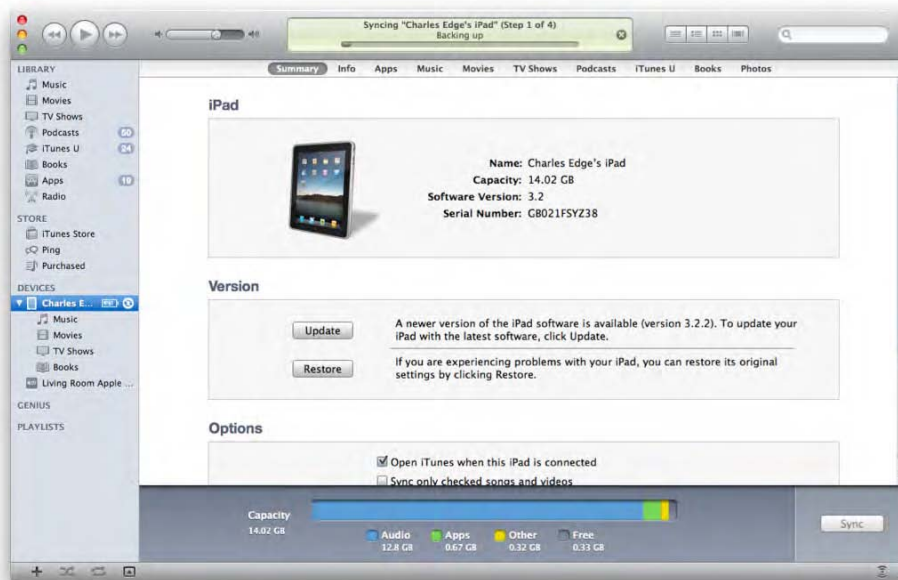 Syncing "Charles Edge's iPad" (Step 1 of 4)
Backing up
Summary Info Apps Music Movies TV Shows Podcasts iTunes U Books Photos
LIBRARY
Music
Movies
TV Shows
Podcasts 50
iTunes U 24
Books
Apps 19
Radio
STORE
iTunes Store
Ping
Purchased
DEVICES
Charles E...
Music
Movies
TV Shows
Books
Living Room Apple ...
GENIUS
PLAYLISTS
iPad
Name: Charles Edge's iPad
Capacity: 14.02 GB
Software Version: 3.2
Serial Number: GB021FSYZ38
Version
Update
A newer version of the iPad software is available (version 3.2.2). To update your
iPad with the latest software, click Update.
Restore
If you are experiencing problems with your iPad, you can restore its original
settings by clicking Restore.
Options
Open iTunes when this iPad is connected
Sync only checked songs and videos
Capacity
14.02 GB
Audio Apps Other Free
12.8 GB 0.67 GB 0.32 GB 0.33 GB
Sync